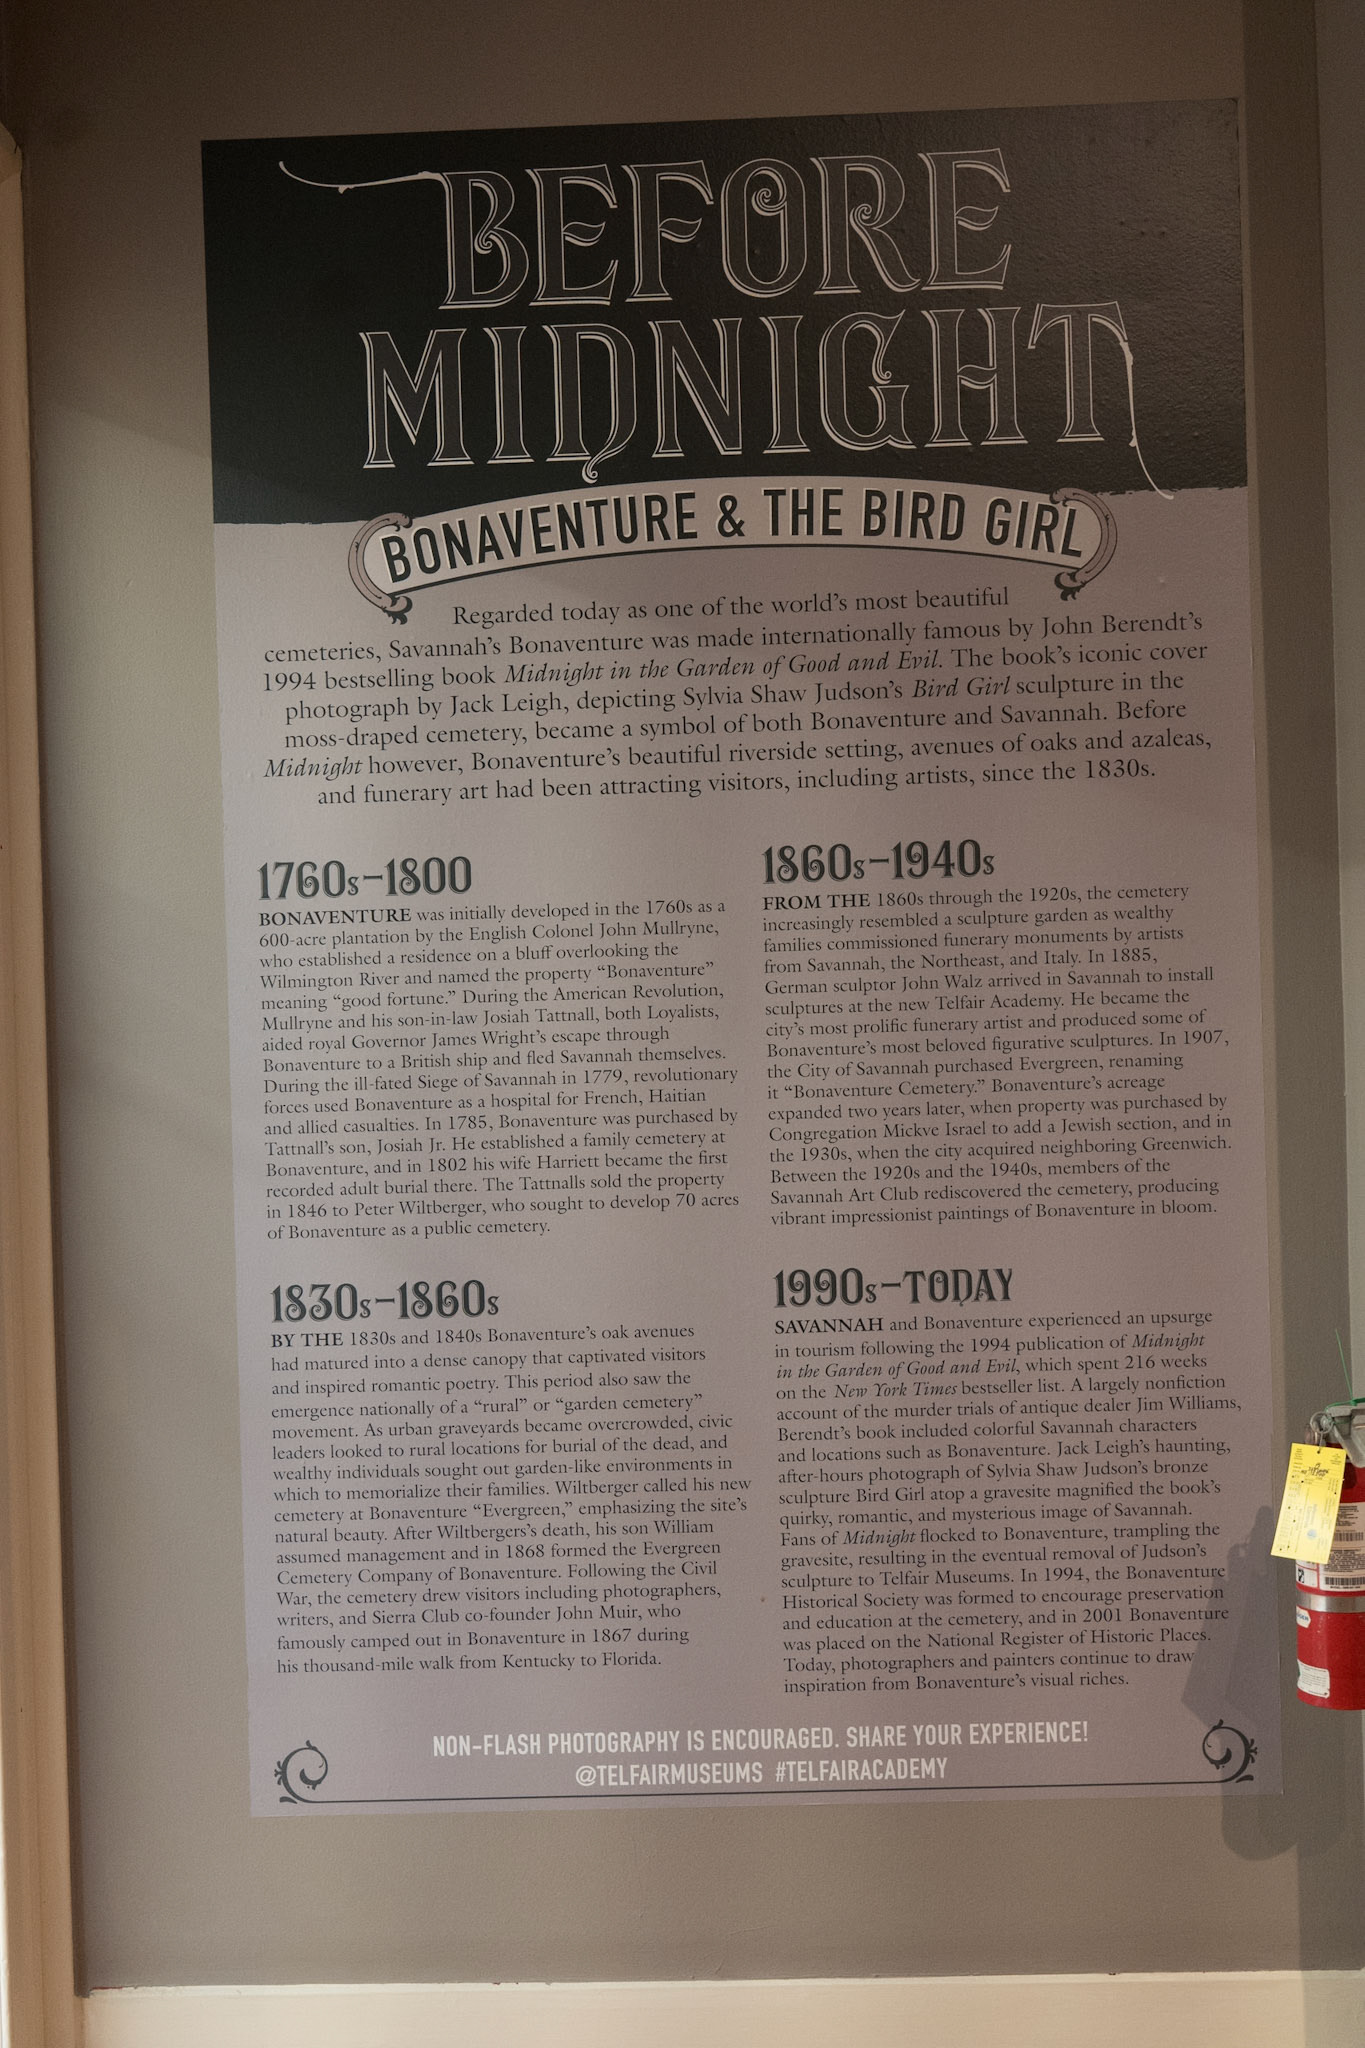 BEFORE
MIDNIGHT
BONAVENTURE & THE BIRD GIRL
Regarded today as one of the world's most beautiful
cemeteries, Savannah's Bonaventure was made internationally famous by John Berendt's
1994 bestselling book Midnight in the Garden of Good and Evil. The book's iconic cover
photograph by Jack Leigh, depicting Sylvia Shaw Judson's Bird Girl sculpture in the
moss-draped cemetery, became a symbol of both Bonaventure and Savannah. Before
Midnight however, Bonaventure's beautiful riverside setting, avenues of oaks and azaleas,
and funerary art had been attracting visitors, including artists, since the 1830s.
1760s–1800
BONAVENTURE was initially developed in the 1760s as a
600-acre plantation by the English Colonel John Mullryne,
who established a residence on a bluff overlooking the
Wilmington River and named the property “Bonaventure”
meaning “good fortune.” During the American Revolution,
Mullryne and his son-in-law Josiah Tattnall, both Loyalists,
aided royal Governor James Wright's escape through
Bonaventure to a British ship and fled Savannah themselves.
During the ill-fated Siege of Savannah in 1779, revolutionary
forces used Bonaventure as a hospital for French, Haitian
and allied casualties. In 1785, Bonaventure was purchased by
Tattnall's son, Josiah Jr. He established a family cemetery at
Bonaventure, and in 1802 his wife Harriett became the first
recorded adult burial there. The Tattnalls sold the property
in 1846 to Peter Wiltberger, who sought to develop 70 acres
of Bonaventure as a public cemetery.
1830s–1860s
BY THE 1830s and 1840s Bonaventure's oak avenues
had matured into a dense canopy that captivated visitors
and inspired romantic poetry. This period also saw the
emergence nationally of a “rural” or “garden cemetery”
movement. As urban graveyards became overcrowded, civic
leaders looked to rural locations for burial of the dead, and
wealthy individuals sought out garden-like environments in
which to memorialize their families. Wiltberger called his new
cemetery at Bonaventure “Evergreen,” emphasizing the site's
natural beauty. After Wiltbergers's death, his son William
assumed management and in 1868 formed the Evergreen
Cemetery Company of Bonaventure. Following the Civil
War, the cemetery drew visitors including photographers,
writers, and Sierra Club co-founder John Muir, who
famously camped out in Bonaventure in 1867 during
his thousand-mile walk from Kentucky to Florida.
1860s–1940s
FROM THE 1860s through the 1920s, the cemetery
increasingly resembled a sculpture garden as wealthy
families commissioned funerary monuments by artists
from Savannah, the Northeast, and Italy. In 1885,
German sculptor John Walz arrived in Savannah to install
sculptures at the new Telfair Academy. He became the
city's most prolific funerary artist and produced some of
Bonaventure's most beloved figurative sculptures. In 1907,
the City of Savannah purchased Evergreen, renaming
it “Bonaventure Cemetery.” Bonaventure's acreage
expanded two years later, when property was purchased by
Congregation Mickve Israel to add a Jewish section, and in
the 1930s, when the city acquired neighboring Greenwich.
Between the 1920s and the 1940s, members of the
Savannah Art Club rediscovered the cemetery, producing
vibrant impressionist paintings of Bonaventure in bloom.
1990s–TODAY
SAVANNAH and Bonaventure experienced an upsurge
in tourism following the 1994 publication of Midnight
in the Garden of Good and Evil, which spent 216 weeks
on the New York Times bestseller list. A largely nonfiction
account of the murder trials of antique dealer Jim Williams,
Berendt's book included colorful Savannah characters
and locations such as Bonaventure. Jack Leigh's haunting,
after-hours photograph of Sylvia Shaw Judson's bronze
sculpture Bird Girl atop a gravesite magnified the book's
quirky, romantic, and mysterious image of Savannah.
Fans of Midnight flocked to Bonaventure, trampling the
gravesite, resulting in the eventual removal of Judson's
sculpture to Telfair Museums. In 1994, the Bonaventure
Historical Society was formed to encourage preservation
and education at the cemetery, and in 2001 Bonaventure
was placed on the National Register of Historic Places.
Today, photographers and painters continue to draw
inspiration from Bonaventure's visual riches.
NON-FLASH PHOTOGRAPHY IS ENCOURAGED. SHARE YOUR EXPERIENCE!
@TELFAIRMUSEUMS #TELFAIRACADEMY